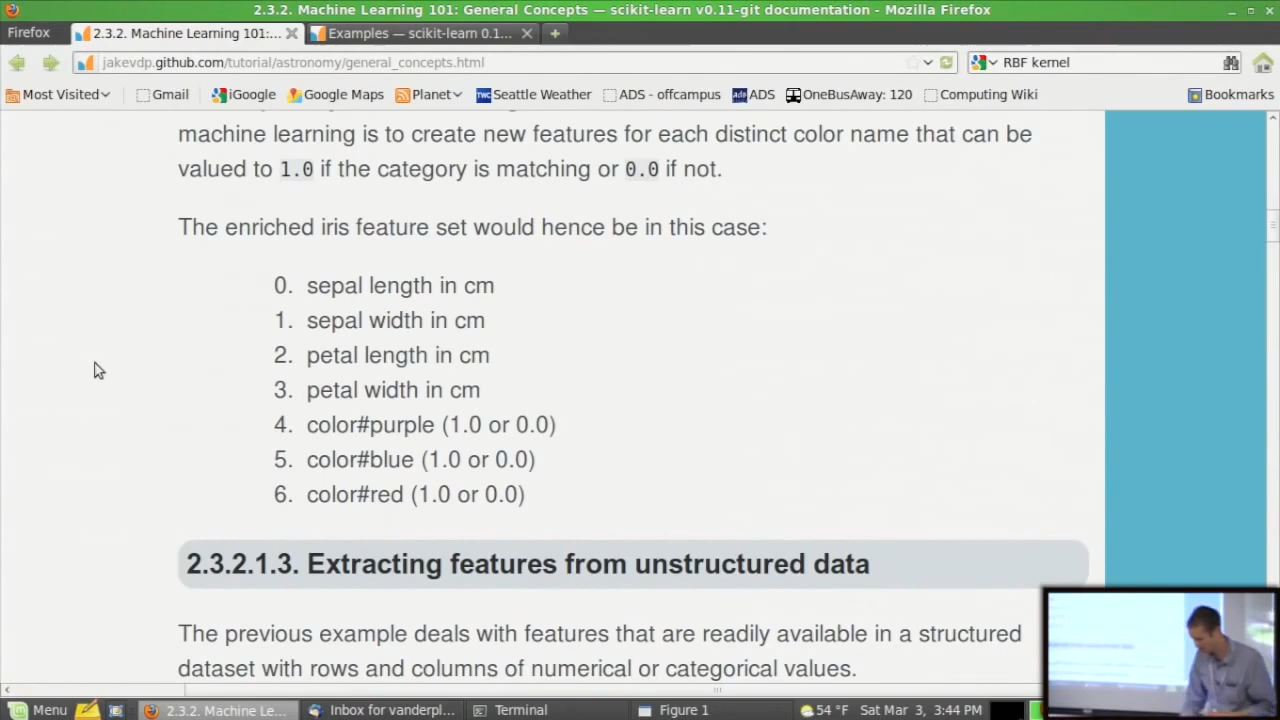 2.3.2. Machine Learning 101: General Concepts — scikit-learn v0.11-git documentation - Mozilla Firefox
Firefox
2.3.2. Machine Learning 101:...
Examples — scikit-learn 0.1...
jakevdp.github.com/tutorial/astronomy/general_concepts.html
RBF kernel
Most Visited
Gmail
iGoogle
Google Maps
Planet
Seattle Weather
ADS - offcampus
ADS
OneBusAway: 120
Computing Wiki
Bookmarks
machine learning is to create new features for each distinct color name that can be
valued to 1.0 if the category is matching or 0.0 if not.
The enriched iris feature set would hence be in this case:
0. sepal length in cm
1. sepal width in cm
2. petal length in cm
3. petal width in cm
4. color#purple (1.0 or 0.0)
5. color#blue (1.0 or 0.0)
6. color#red (1.0 or 0.0)
2.3.2.1.3. Extracting features from unstructured data
The previous example deals with features that are readily available in a structured
dataset with rows and columns of numerical or categorical values.
Menu
2.3.2. Machine Le...
Inbox for vanderpl...
Terminal
Figure 1
54 °F
Sat Mar 3, 3:44 PM